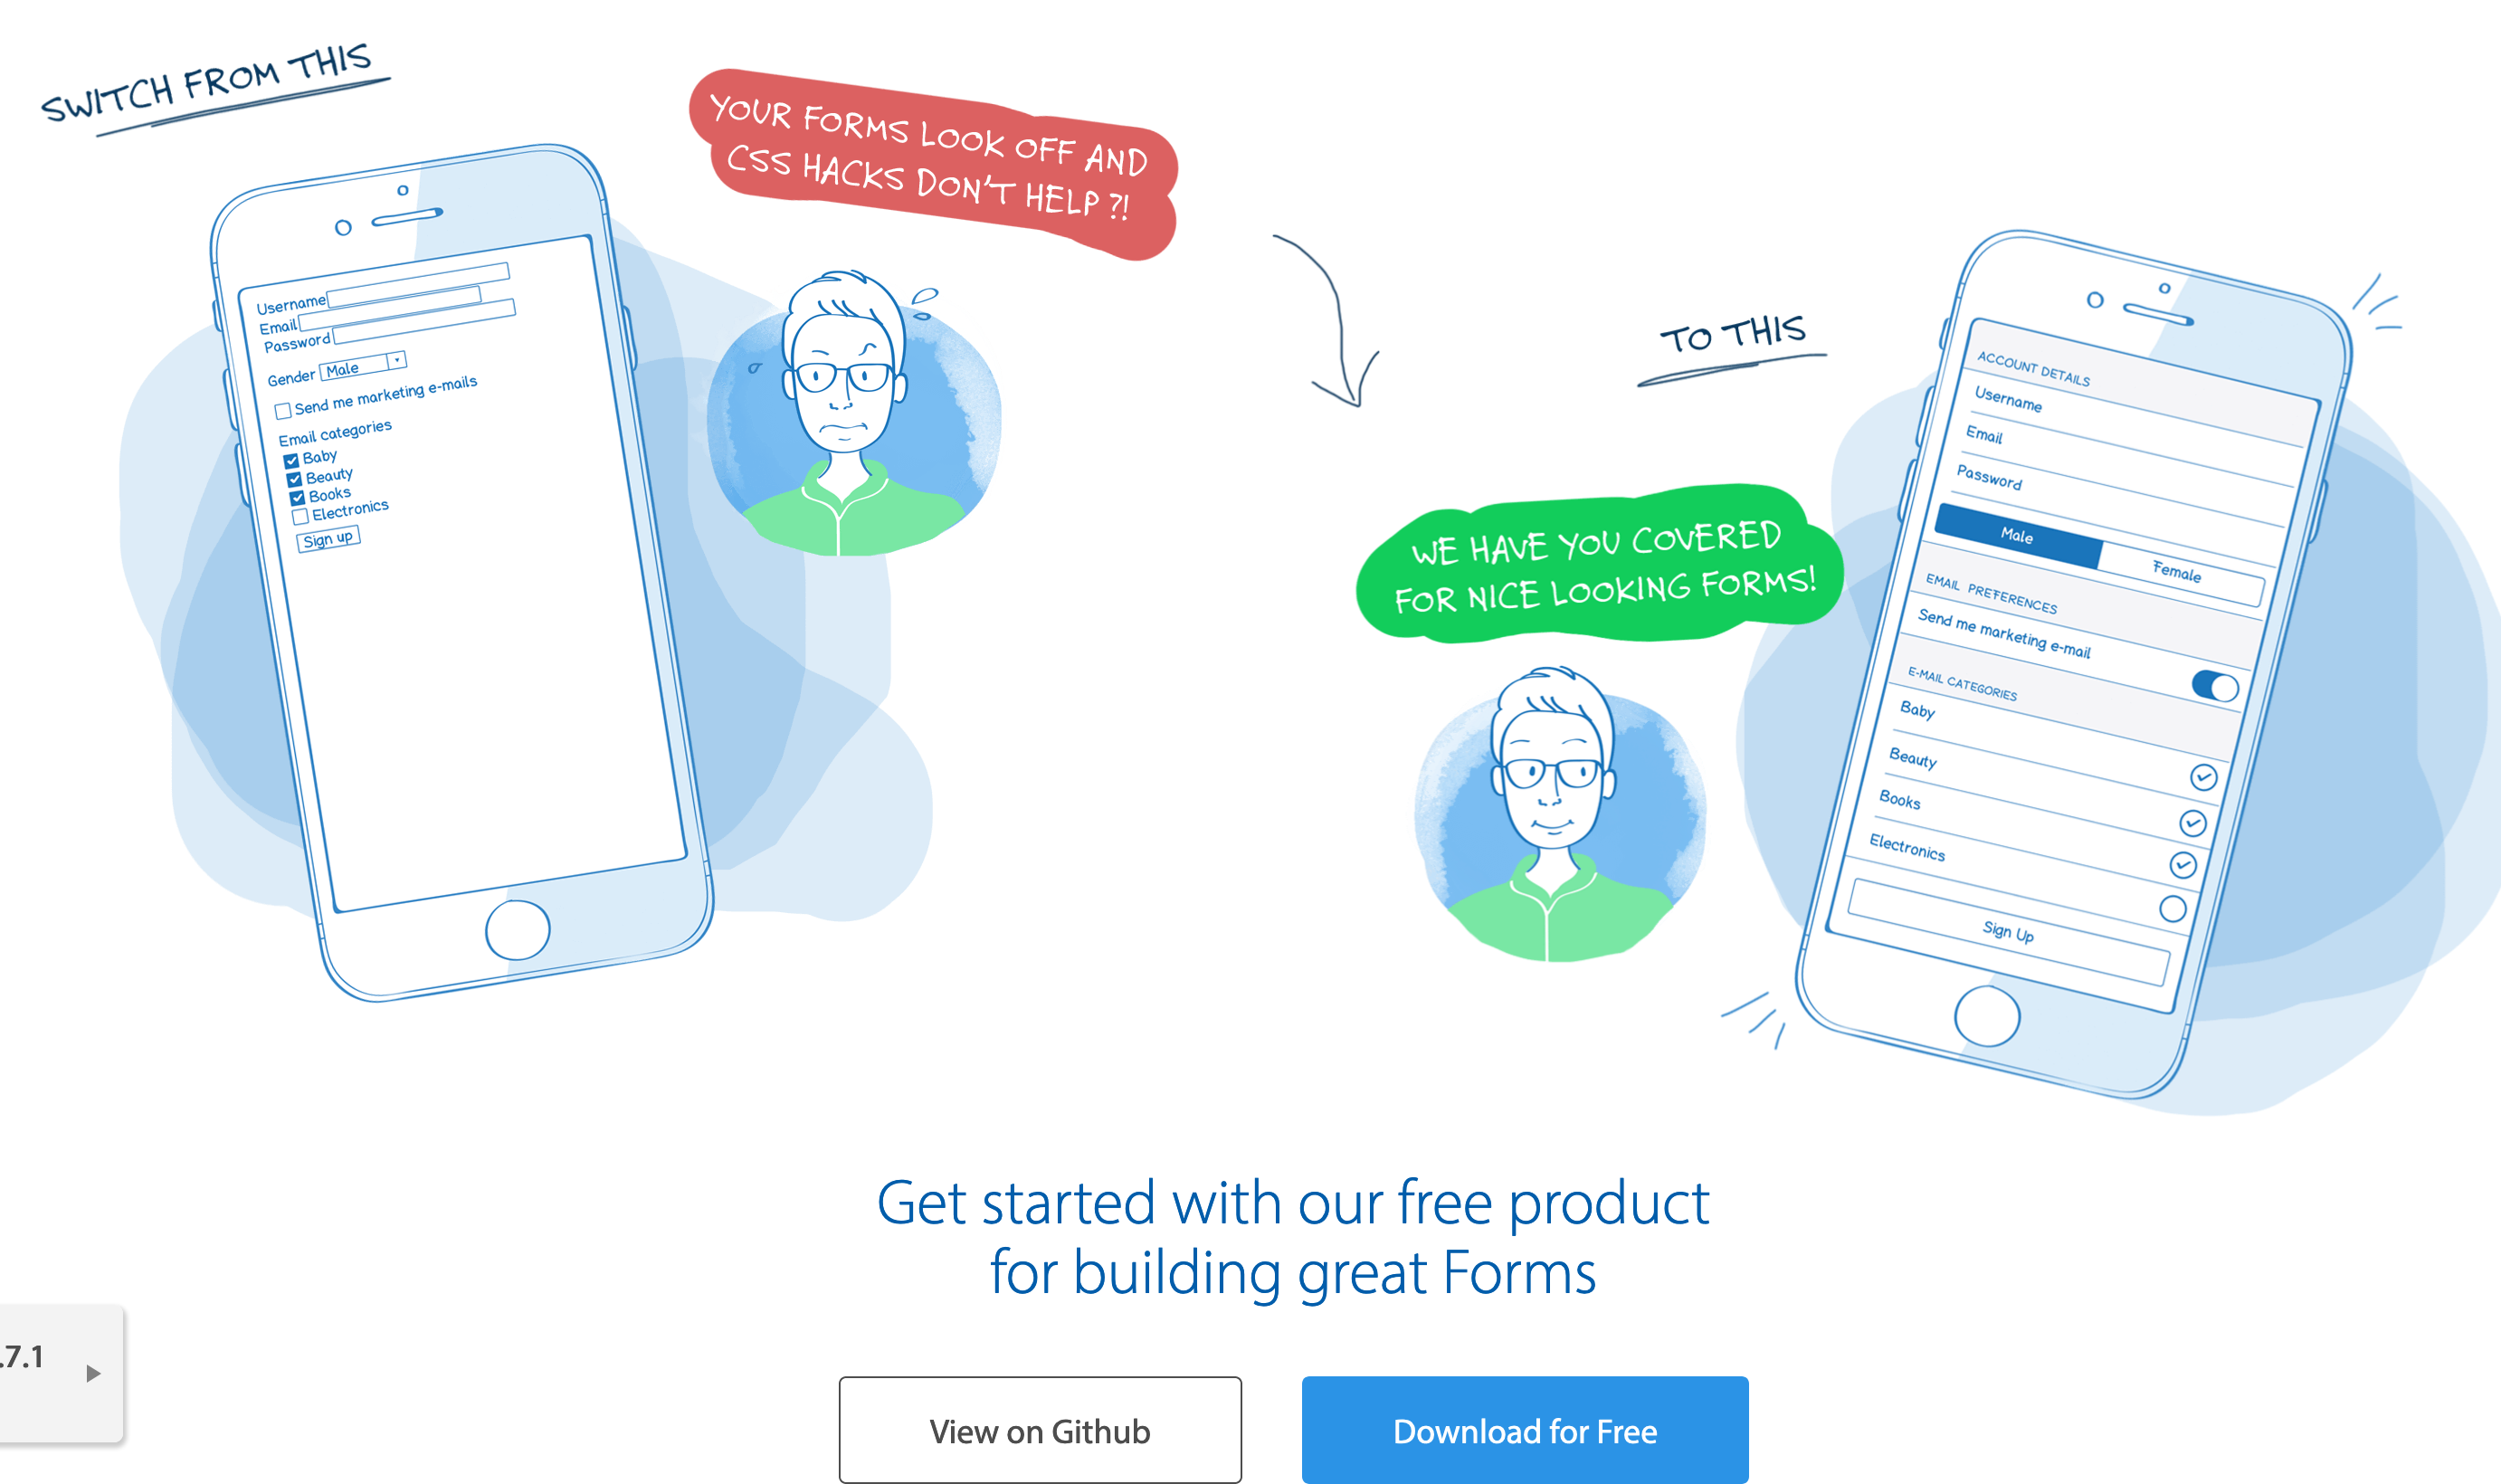 SWITCH FROM THIS
YOUR FORMS LOOK OFF AND
CSS HACKS DON'T HELP ?!
Username
Email
Password
Gender Male
Send me marketing e-mails
Email categories
Baby
Beauty
Books
Electronics
Sign up
TO THIS
WE HAVE YOU COVERED
FOR NICE LOOKING FORMS!
ACCOUNT DETAILS
Username
Email
Password
Male Female
EMAIL PREFERENCES
Send me marketing e-mail
E-MAIL CATEGORIES
Baby
Beauty
Books
Electronics
Sign Up
Get started with our free product
for building great Forms
.7.1
View on Github
Download for Free